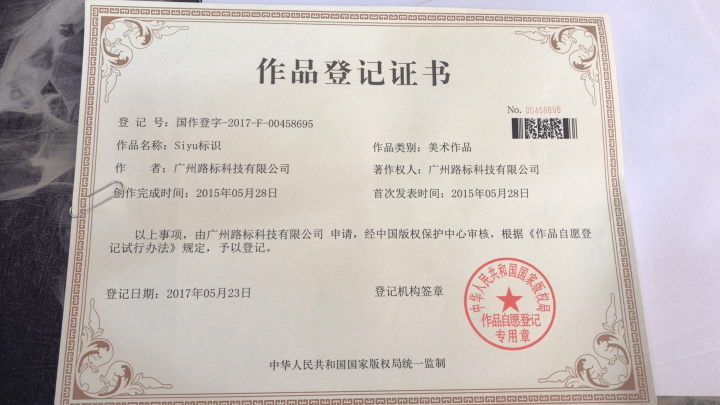 作品登记证书
No. 00458695
登 记 号：国作登字-2017-F-00458695
作品名称：Siyu标识
作品类别：美术作品
作 者：广州路标科技有限公司
著作权人：广州路标科技有限公司
创作完成时间：2015年05月28日
首次发表时间：2015年05月28日
以上事项，由广州路标科技有限公司 申请，经中国版权保护中心审核，根据《作品自愿登
记试行办法》规定，予以登记。
登记日期：2017年05月23日
登记机构签章
中华人民共和国国家版权局
作品自愿登记
专用章
中华人民共和国国家版权局统一监制